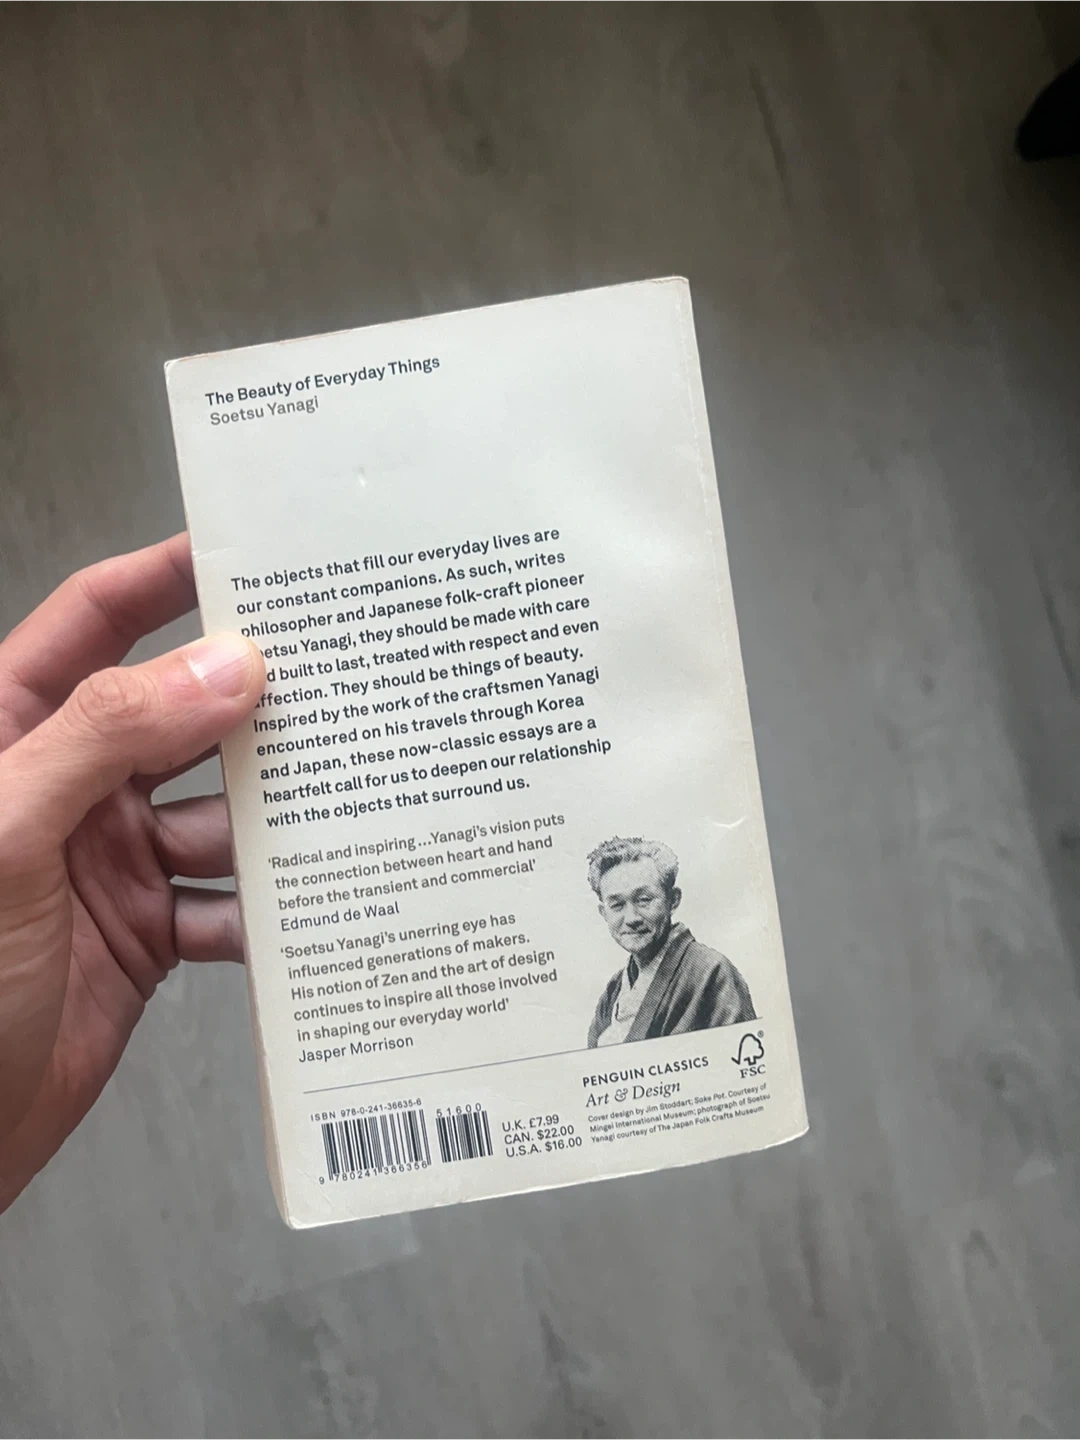 The Beauty of Everyday Things
Soetsu Yanagi
The objects that fill our everyday lives are
our constant companions. As such, writes
philosopher and Japanese folk-craft pioneer
etsu Yanagi, they should be made with care
d built to last, treated with respect and even
ffection. They should be things of beauty.
Inspired by the work of the craftsmen Yanagi
encountered on his travels through Korea
and Japan, these now-classic essays are a
heartfelt call for us to deepen our relationship
with the objects that surround us.
‘Radical and inspiring...Yanagi’s vision puts
the connection between heart and hand
before the transient and commercial’
Edmund de Waal
‘Soetsu Yanagi’s unerring eye has
influenced generations of makers.
His notion of Zen and the art of design
continues to inspire all those involved
in shaping our everyday world’
Jasper Morrison
ISBN 978-0-241-36635-6
51600
9 780241 366356
U.K. £7.99
CAN. $22.00
U.S.A. $16.00
PENGUIN CLASSICS
Art & Design
Cover design by Jim Stoddart; Soke Pot. Courtesy of
Mingei International Museum; photograph of Soetsu
Yanagi courtesy of The Japan Folk Crafts Museum
®
FSC